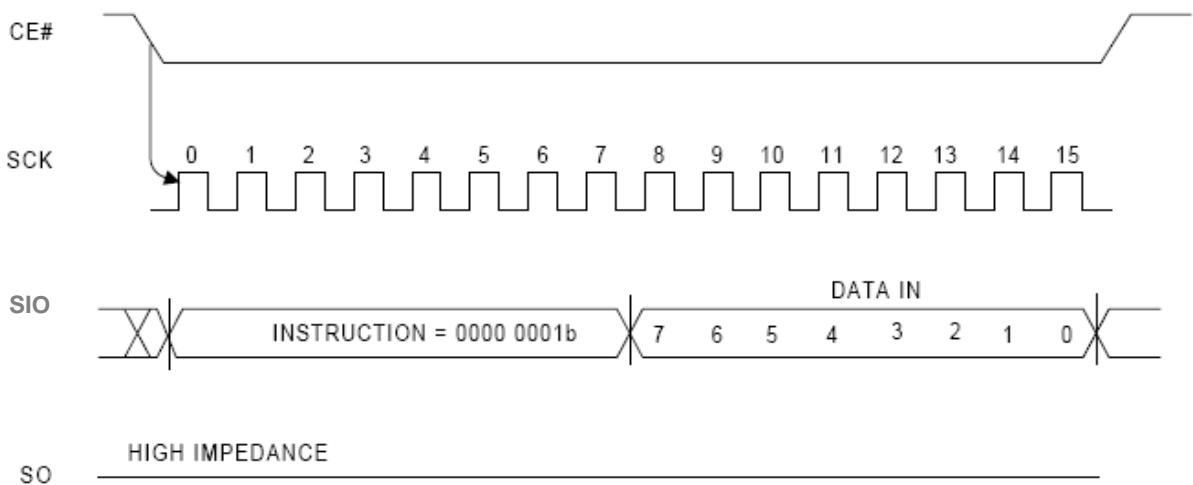 CE#
SCK 0 1 2 3 4 5 6 7 8 9 10 11 12 13 14 15
DATA IN
SIO INSTRUCTION = 0000 0001b 7 6 5 4 3 2 1 0
HIGH IMPEDANCE
SO